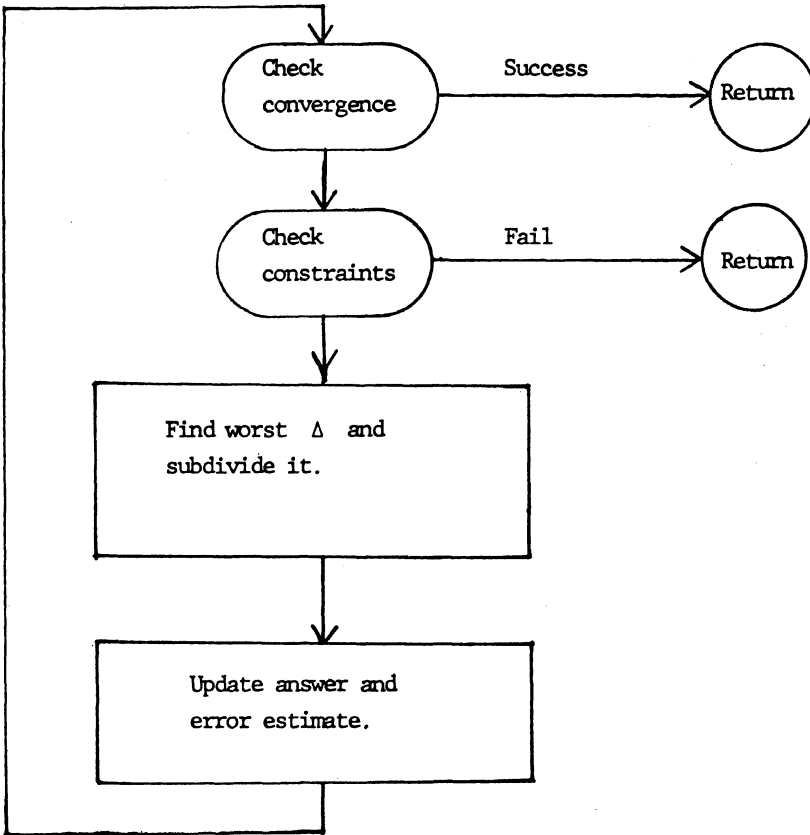 Check
convergence
Success
Return
Check
constraints
Fail
Return
Find worst Δ and
subdivide it.
Update answer and
error estimate.